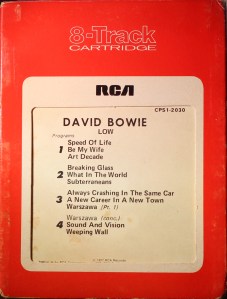 8-Track
CARTRIDGE
RCA
CPS1-2030
DAVID BOWIE
LOW
Programs
Speed Of Life
1 Be My Wife
Art Decade
Breaking Glass
2 What In The World
Subterraneans
Always Crashing In The Same Car
3 A New Career In A New Town
Warszawa (Pt. 1)
Warszawa (conc.)
4 Sound And Vision
Weeping Wall